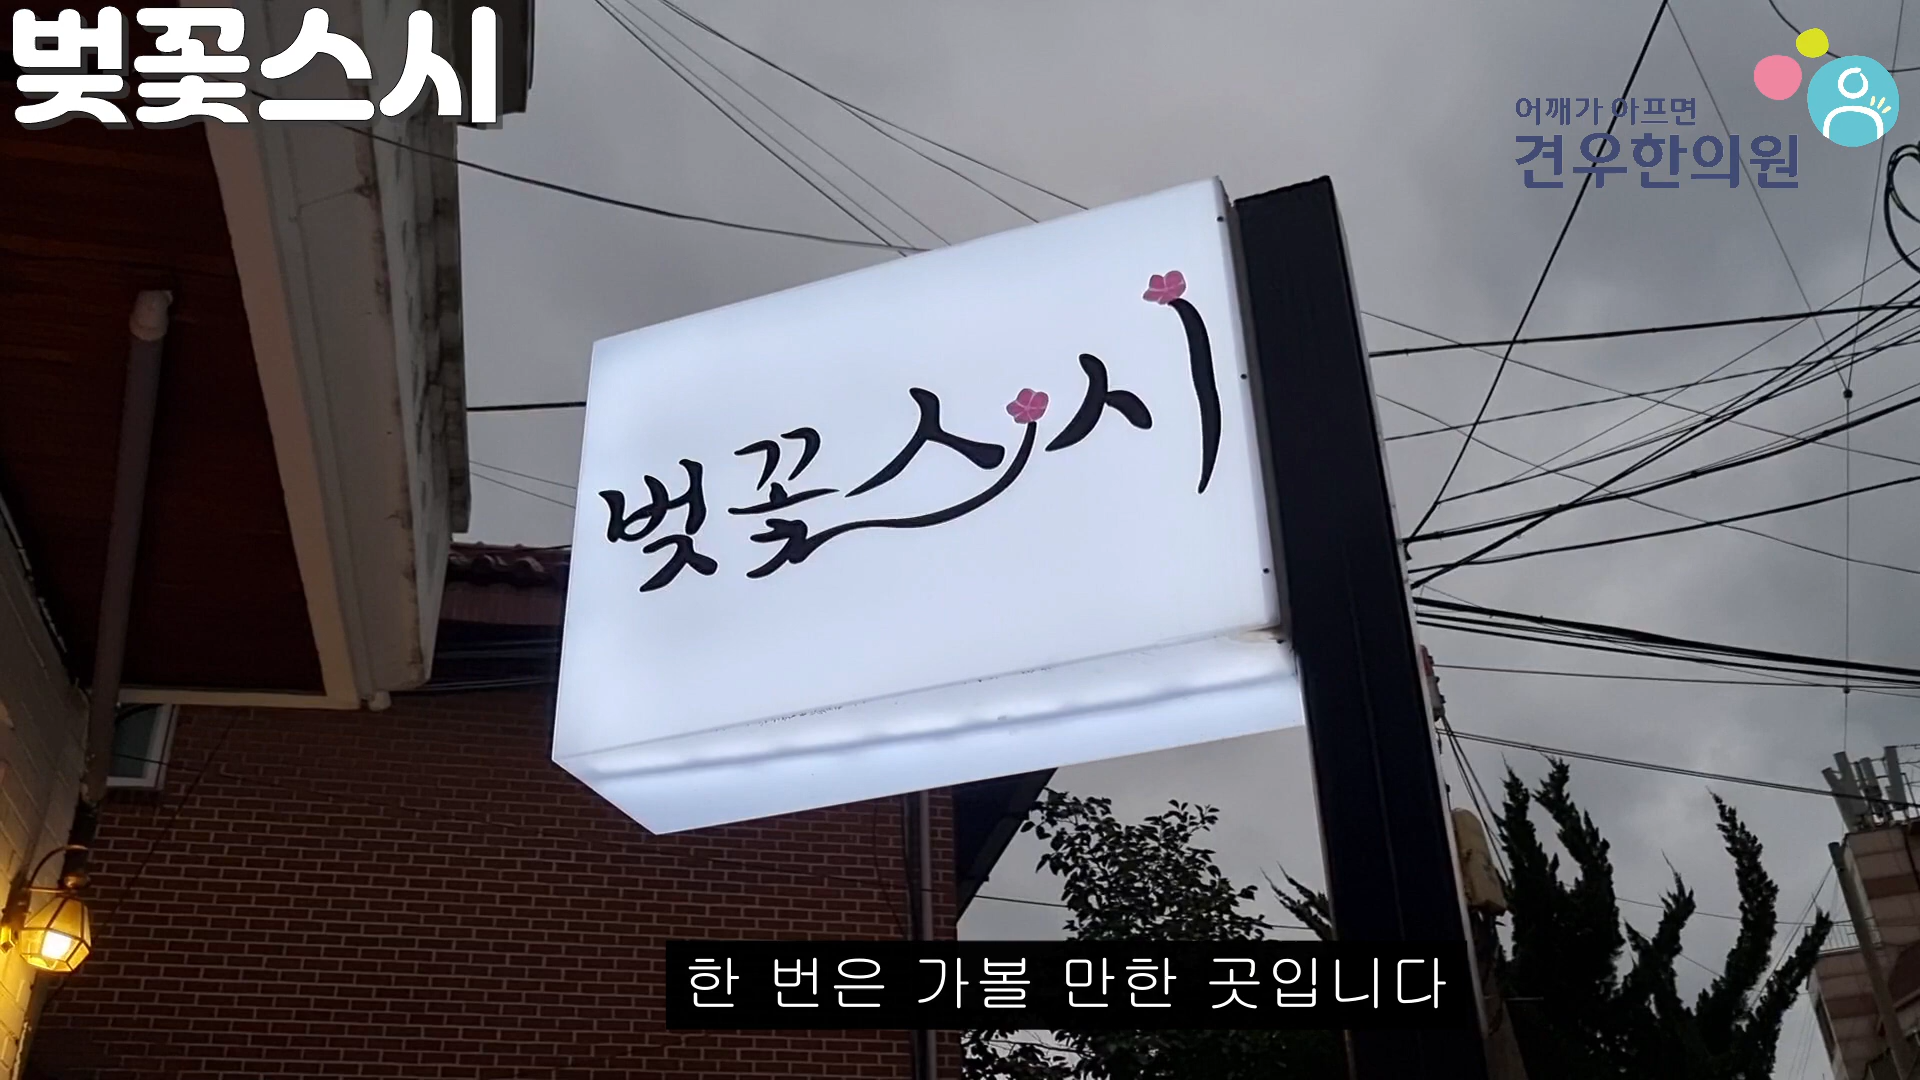 벚꽃스시
어깨가 아프면
견우한의원
벚꽃스시
한 번은 가볼 만한 곳입니다